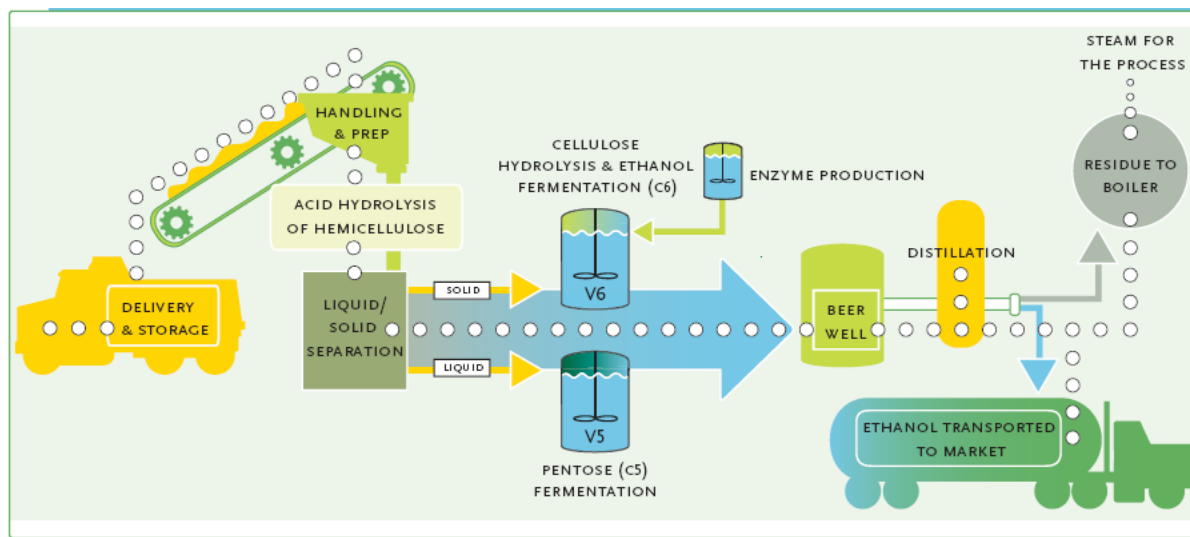 STEAM FOR
THE PROCESS
HANDLING
& PREP
CELLULOSE
HYDROLYSIS & ETHANOL
FERMENTATION (C6)
ENZYME PRODUCTION
RESIDUE TO
BOILER
ACID HYDROLYSIS
OF HEMICELLULOSE
DISTILLATION
DELIVERY
& STORAGE
LIQUID/
SOLID
SEPARATION
SOLID
V6
BEER
WELL
LIQUID
V5
PENTOSE (C5)
FERMENTATION
ETHANOL TRANSPORTED
TO MARKET